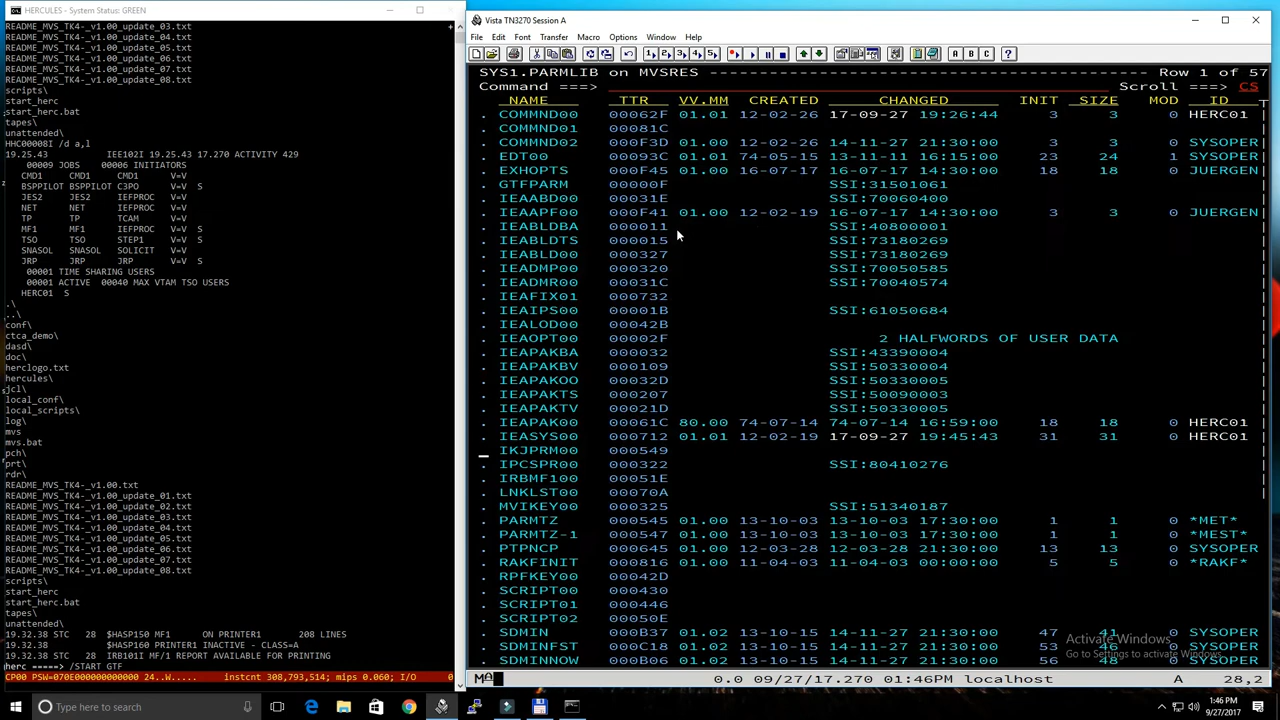 HERCULES - System Status: GREEN
README_MVS_TK4-_v1.00_update_03.txt
README_MVS_TK4-_v1.00_update_04.txt
README_MVS_TK4-_v1.00_update_05.txt
README_MVS_TK4-_v1.00_update_06.txt
README_MVS_TK4-_v1.00_update_07.txt
README_MVS_TK4-_v1.00_update_08.txt
scripts\
start_herc
start_herc.bat
tapes\
unattended\
HHC00008I /d a,l
19.25.43 IEE102I 19.25.43 17.270 ACTIVITY 429
00009 JOBS 00006 INITIATORS
CMD1 CMD1 CMD1 V=V
BSPPILOT BSPPILOT C3PO V=V S
JES2 JES2 IEFPROC V=V S
NET NET IEFPROC V=V S
TP TP TCAM V=V S
MF1 MF1 IEFPROC V=V S
TSO TSO STEP1 V=V S
SNASOL SNASOL SOLICIT V=V S
JRP JRP JRP V=V S
00001 TIME SHARING USERS
00001 ACTIVE 00040 MAX VTAM TSO USERS
HERC01 S
.\
..\
conf\
ctca_demo\
dasd\
doc\
herclogo.txt
hercules\
jcl\
local_conf\
local_scripts\
log\
mvs
mvs.bat
pch\
prt\
rdr\
README_MVS_TK4-_v1.00.txt
README_MVS_TK4-_v1.00_update_01.txt
README_MVS_TK4-_v1.00_update_02.txt
README_MVS_TK4-_v1.00_update_03.txt
README_MVS_TK4-_v1.00_update_04.txt
README_MVS_TK4-_v1.00_update_05.txt
README_MVS_TK4-_v1.00_update_06.txt
README_MVS_TK4-_v1.00_update_07.txt
README_MVS_TK4-_v1.00_update_08.txt
scripts\
start_herc
start_herc.bat
tapes\
unattended\
19.32.38 STC 28 $HASP150 MF1 ON PRINTER1 208 LINES
19.32.38 $HASP160 PRINTER1 INACTIVE - CLASS=A
19.32.38 STC 28 IRB101I MF/1 REPORT AVAILABLE FOR PRINTING
herc =====> /START GTF
CP00 PSW=070E000000000000 24..W..... instcnt 308,793,514; mips 0.060; I/O 0
Vista TN3270 Session A
File Edit Font Transfer Macro Options Window Help
SYS1.PARMLIB on MVSRES Row 1 of 57
Command ===> Scroll ===> CS
NAME TTR VV.MM CREATED CHANGED INIT SIZE MOD ID
. COMMND00 00062F 01.01 12-02-26 17-09-27 19:26:44 3 3 0 HERC01
. COMMND01 00081C
. COMMND02 000F3D 01.00 12-02-26 14-11-27 21:30:00 3 3 0 SYSOPER
. EDT00 00093C 01.00 74-05-15 13-11-11 16:15:00 23 24 1 SYSOPER
. EXHOPTS 000F45 01.00 16-07-17 16-07-17 14:30:00 18 18 0 JUERGEN
. GTFPARM 00000F SSI:31501061
. IEAABD00 00031E SSI:70060400
. IEAAPF00 000F41 01.00 12-02-19 16-07-17 14:30:00 3 3 0 JUERGEN
. IEABLDBA 000011 SSI:40800001
. IEABLDTS 000015 SSI:73180269
. IEABLD00 000327 SSI:73180269
. IEADMP00 000320 SSI:70050585
. IEADMR00 00031C SSI:70040574
. IEAFIX01 000732
. IEAIPS00 00001B SSI:61050684
. IEALOD00 00042B
. IEAOPT00 00002F 2 HALFWORDS OF USER DATA
. IEAPAKBA 000032 SSI:43390004
. IEAPAKBV 000109 SSI:50330004
. IEAPAKOO 00032D SSI:50330005
. IEAPAKTS 000207 SSI:50090003
. IEAPAKTV 00021D SSI:50330005
. IEAPAK00 00061C 80.00 74-07-14 74-07-14 16:59:00 18 18 0 HERC01
. IEASYS00 000712 01.01 12-02-19 17-09-27 19:45:43 31 31 0 HERC01
. IKJPRM00 000549
. IPCSPR00 000322 SSI:80410276
. IRBMF100 00051E
. LNKLST00 00070A
. MVIKEY00 000325 SSI:51340187
. PARMTZ 000545 01.00 13-10-03 13-10-03 17:30:00 1 1 0 *MET*
. PARMTZ-1 000547 01.00 13-10-03 13-10-03 17:30:00 1 1 0 *MEST*
. PTPNCP 000645 01.00 12-03-28 12-03-28 21:30:00 13 13 0 SYSOPER
. RAKFINIT 000816 01.00 11-04-03 11-04-03 00:00:00 5 5 0 *RAKF*
. RPFKEY00 00042D
. SCRIPT00 000430
. SCRIPT01 000446
. SCRIPT02 00050E
. SDMIN 000B37 01.02 13-10-15 14-11-27 21:30:00 47 41 0 SYSOPER
. SDMINFST 000C18 01.02 13-10-15 14-11-27 21:30:00 53 46 0 SYSOPER
. SDMINNOW 000B06 01.02 13-10-15 14-11-27 21:30:00 56 48 0 SYSOPER
Activate Windows
Go to Settings to activate Windows.
0.0 09/27/17.270 01:46PM localhost A 28,2
Type here to search
1:46 PM
9/27/2017